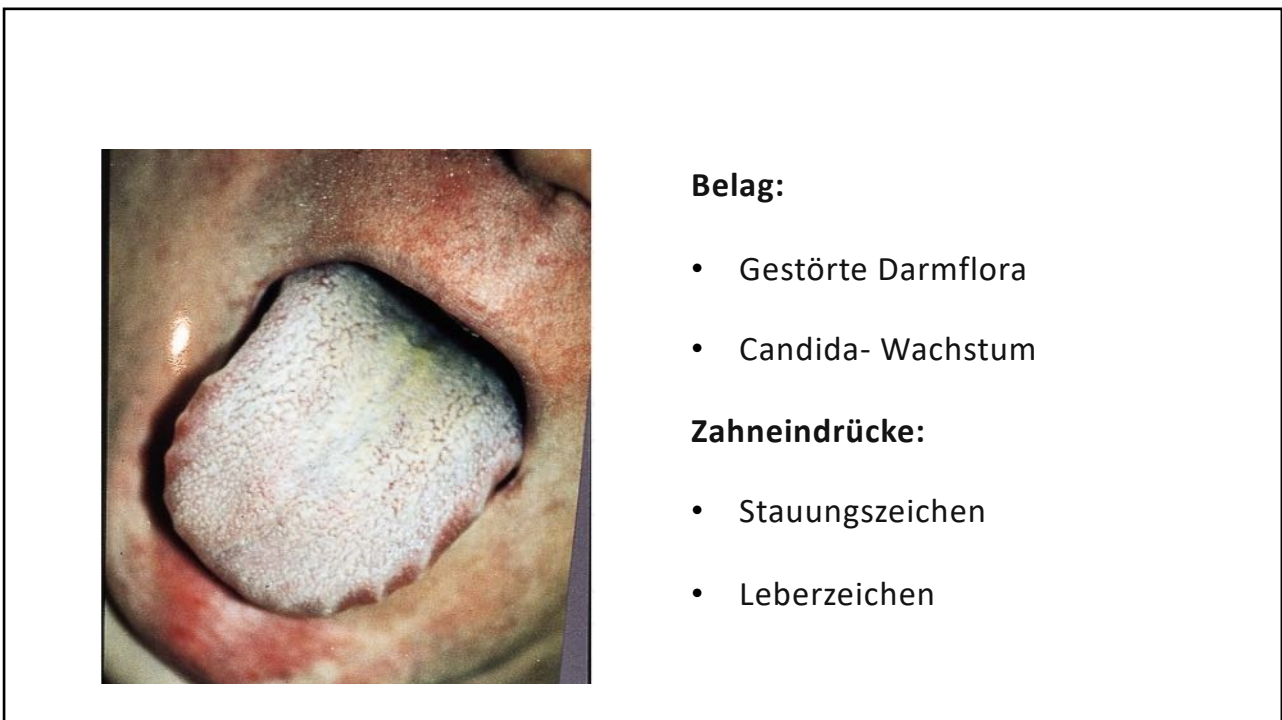 Belag:
• Gestörte Darmflora
• Candida- Wachstum
Zahneindrücke:
• Stauungszeichen
• Leberzeichen